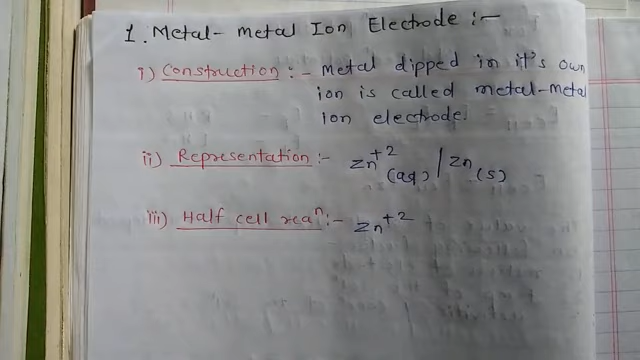 1. Metal- metal Ion Electrode :-
i) Construction :- Metal dipped in it's own
ion is called metal-metal
ion electrode.
ii) Representation :- Zn+2 (aq) / Zn (s)
iii) Half cell reaⁿ :- Zn+2